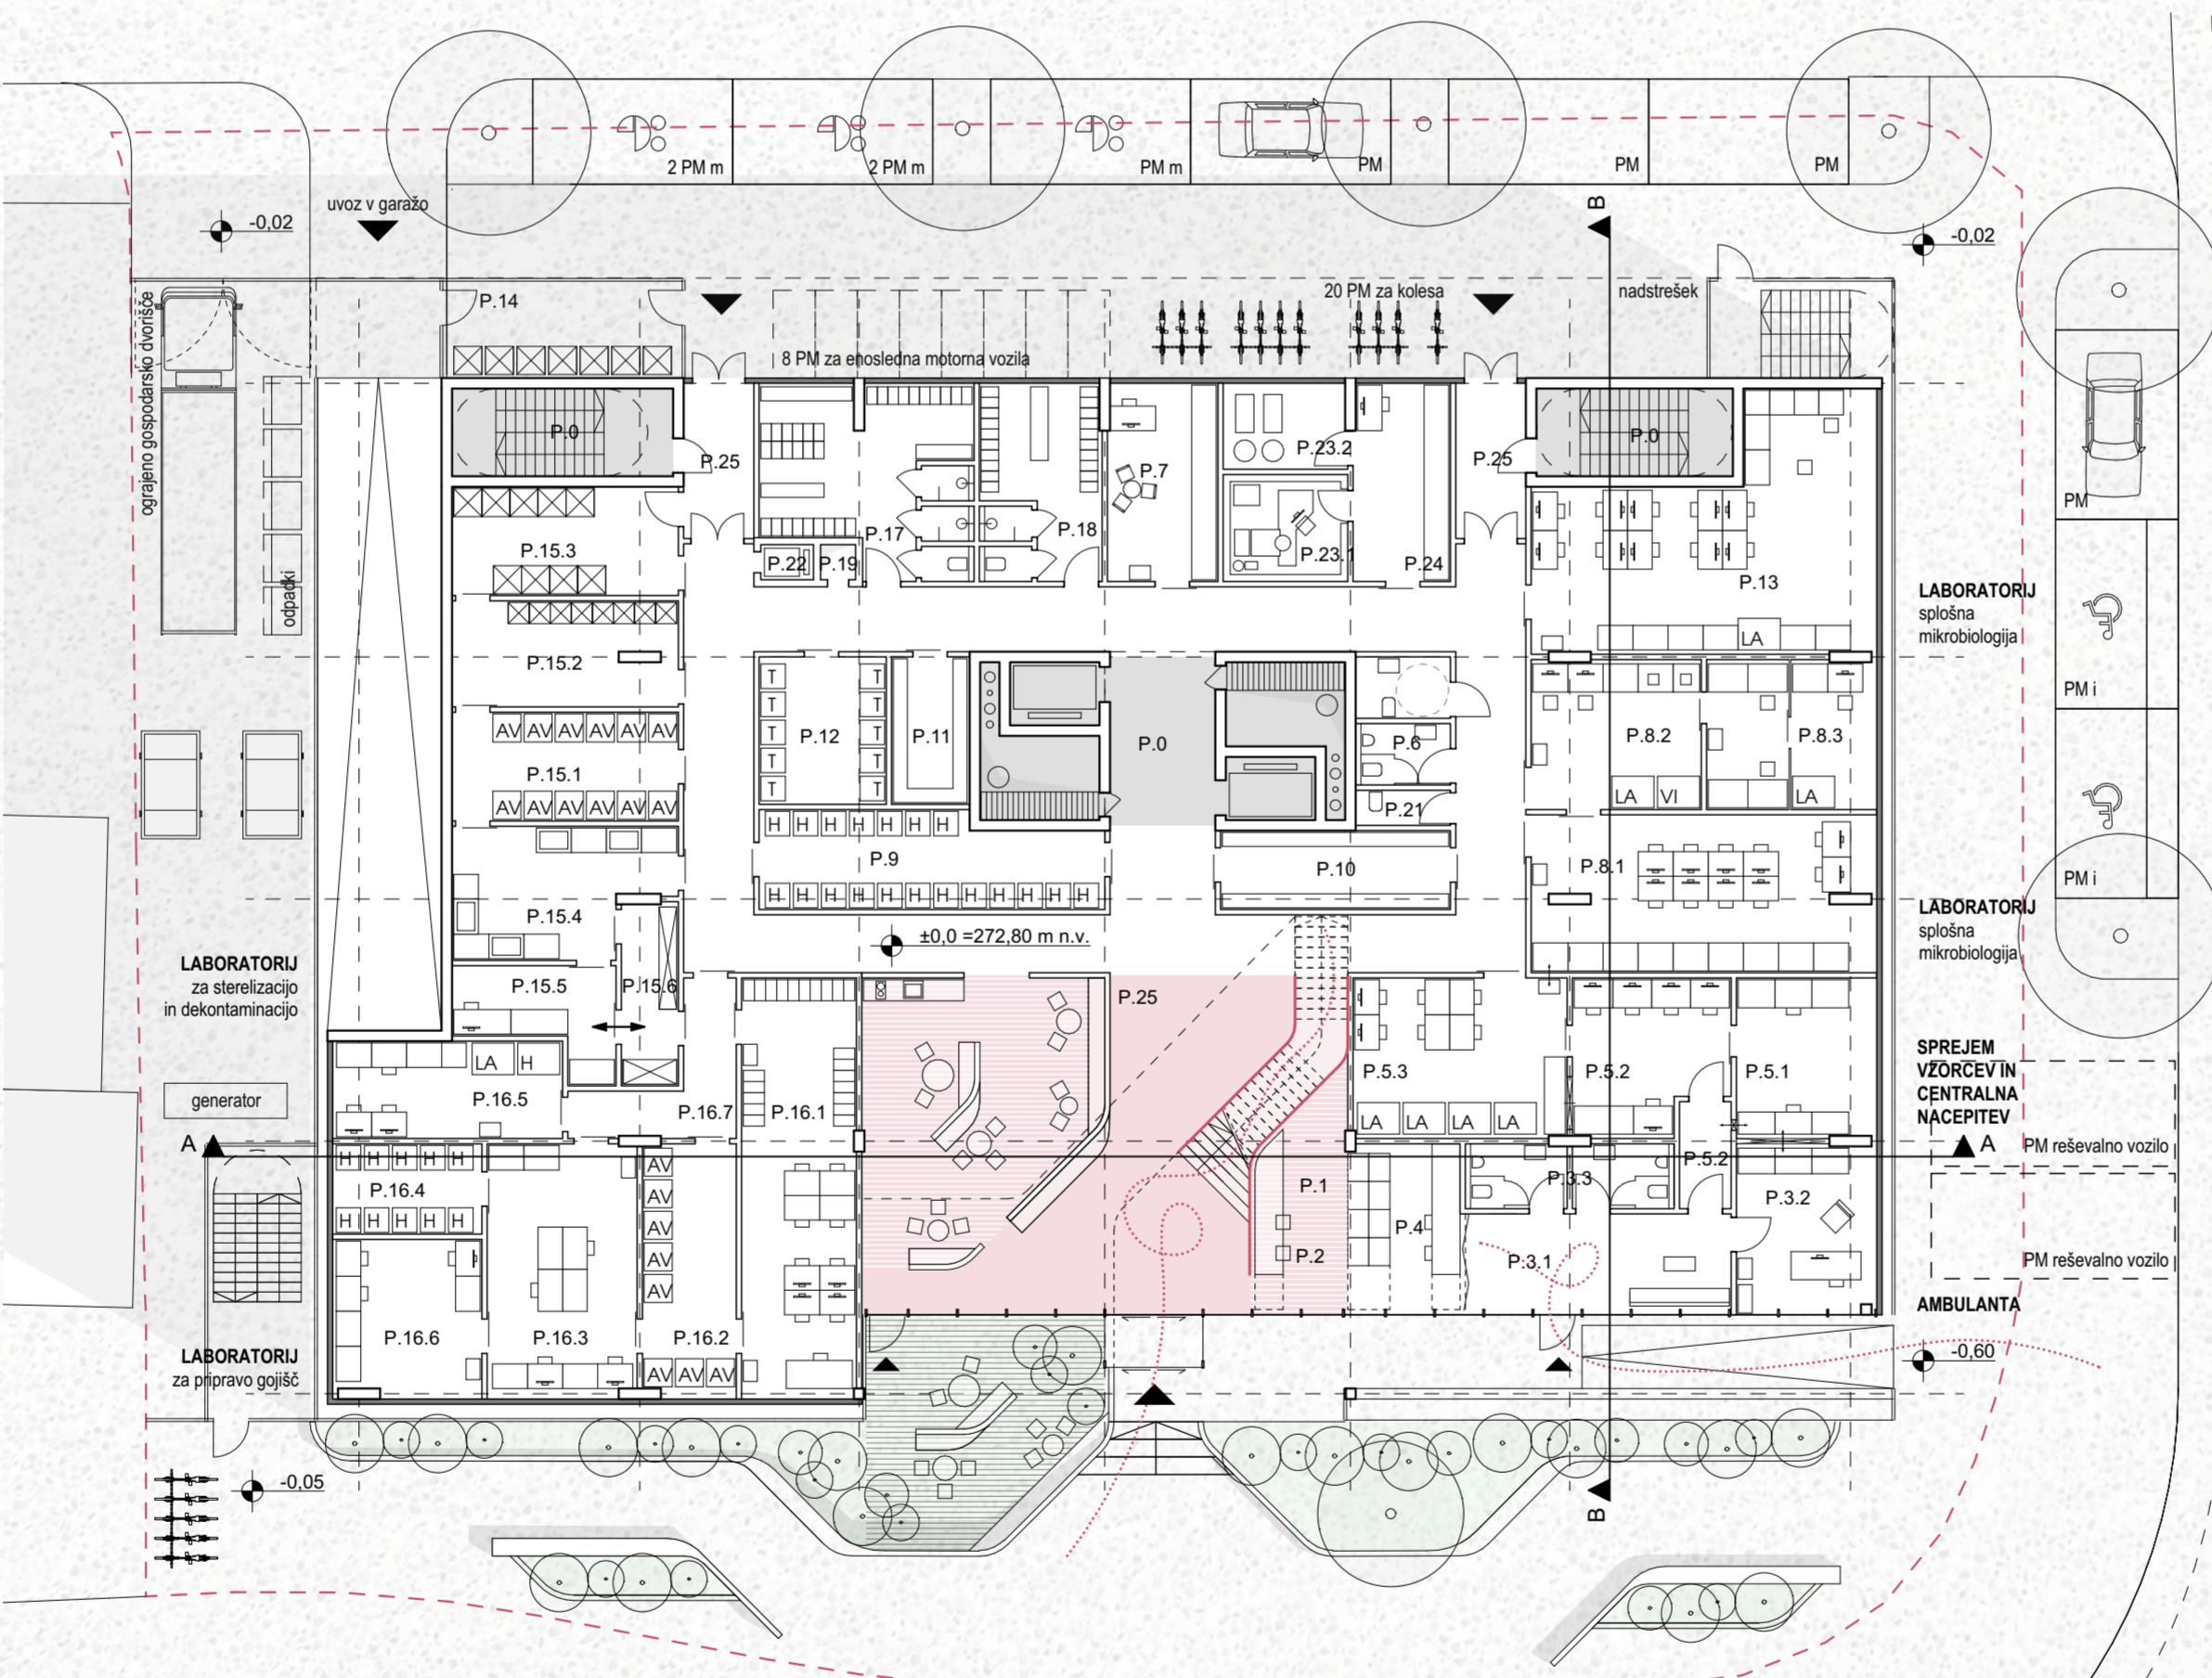 2 PM m
2 PM m
PM m
PM
PM
PM
uvoz v garažo
-0,02
B
-0,02
P.14
20 PM za kolesa
nadstrešek
ograjeno gospodarsko dvorišče
8 PM za enosledna motorna vozila
P.0
P.25
P.7
P.23.2
P.25
P.0
PM
P.15.3
P.17
P.18
P.22
P.19
P.23.1
P.24
P.13
odpadki
LABORATORIJ
splošna
mikrobiologija
LA
P.15.2
T
T
T
T
T
T
T
T
T
T
PM i
AV AV AV AV AV AV
P.12
P.11
P.0
P.6
P.8.2
P.8.3
P.15.1
AV AV AV AV AV AV
LA VI
LA
P.21
H H H H H H H
P.9
P.10
P.8.1
PM i
H H H H H H H H H H H H
P.15.4
LABORATORIJ
splošna
mikrobiologija
±0,0 =272,80 m n.v.
LABORATORIJ
za sterelizacijo
in dekontaminacijo
P.15.5
P.15.6
P.25
SPREJEM
VZORCEV IN
CENTRALNA
NACEPITEV
LA H
P.5.3
P.5.2
P.5.1
generator
P.16.5
P.16.7
P.16.1
LA LA LA LA
A
A
PM reševalno vozilo
H H H H H
AV
AV
AV
AV
AV
P.16.4
P.1
P.3.3
P.5.2
P.3.2
H H H H H
P.4
P.2
P.3.1
PM reševalno vozilo
AMBULANTA
P.16.6
P.16.3
P.16.2
-0,60
LABORATORIJ
za pripravo gojišč
AV AV AV
-0,05
B